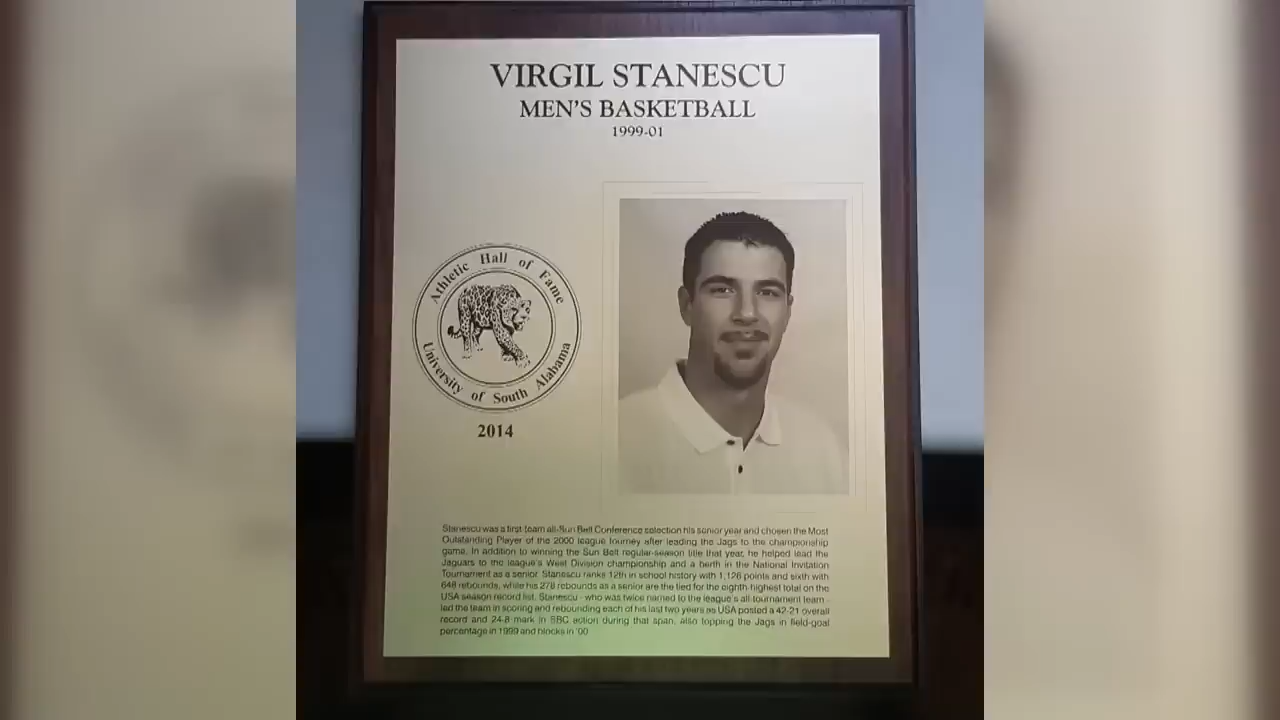 VIRGIL STANESCU
MEN'S BASKETBALL
1999-01
Athletic Hall of Fame
University of South Alabama
2014
Stanescu was a first-team all-Sun Belt Conference selection his senior year and chosen the Most
Outstanding Player of the 2000 league tourney after leading the Jags to the championship
game. In addition to winning the Sun Belt regular-season title that year, he helped lead the
Jaguars to the league's West Division championship and a berth in the National Invitation
Tournament as a senior. Stanescu ranks 12th in school history with 1,126 points and sixth with
648 rebounds, while his 278 rebounds as a senior are the tied for the eighth-highest total on the
USA season record list. Stanescu - who was twice named to the league's all-tournament team -
led the team in scoring and rebounding each of his last two years as USA posted a 42-21 overall
record and 24-8 mark in SBC action during that span, also topping the Jags in field-goal
percentage in 1999 and blocks in '00